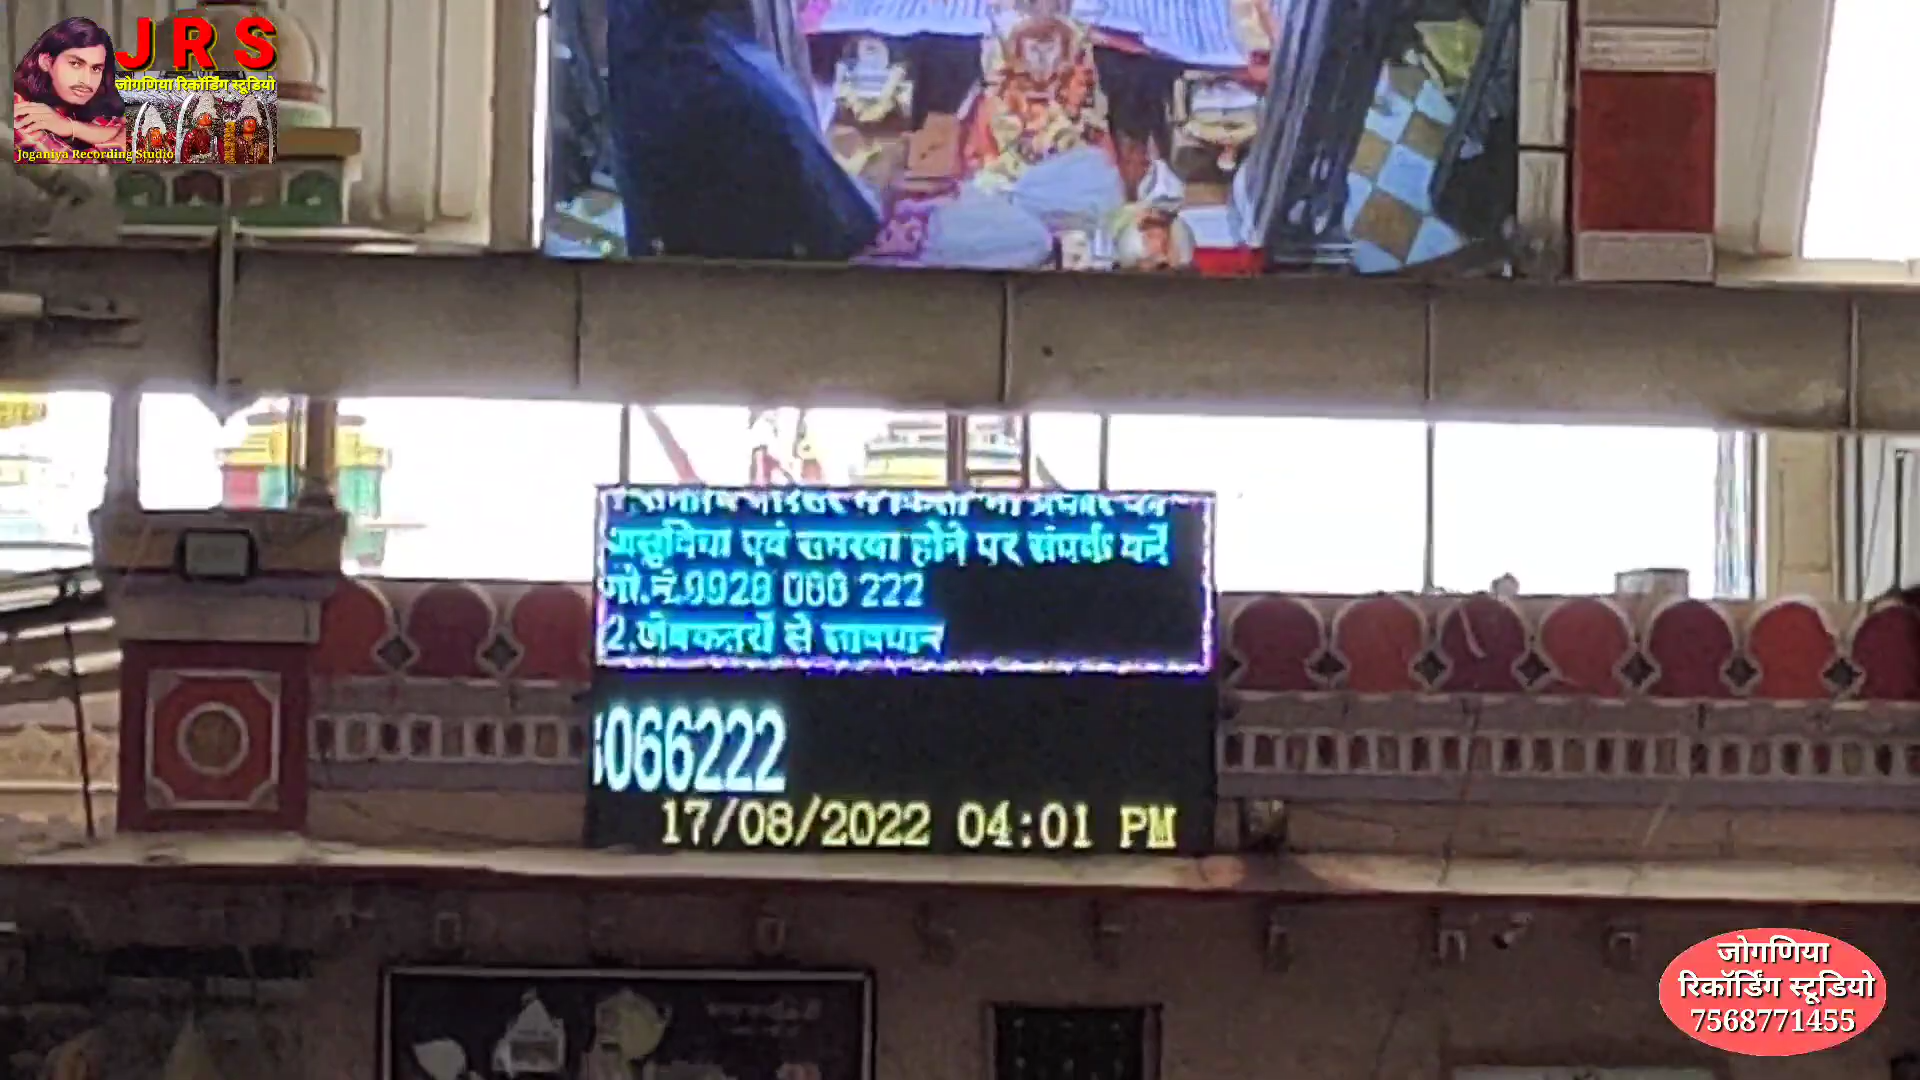 J R S
जोगणिया रिकॉर्डिंग स्टूडियो
Joganiya Recording Studio
असुविधा एवं समस्या होने पर संपर्क करें
मो.नं.9928 066 222
2.जेबकतरों से सावधान
066222
17/08/2022 04:01 PM
जोगणिया
रिकॉर्डिंग स्टूडियो
7568771455